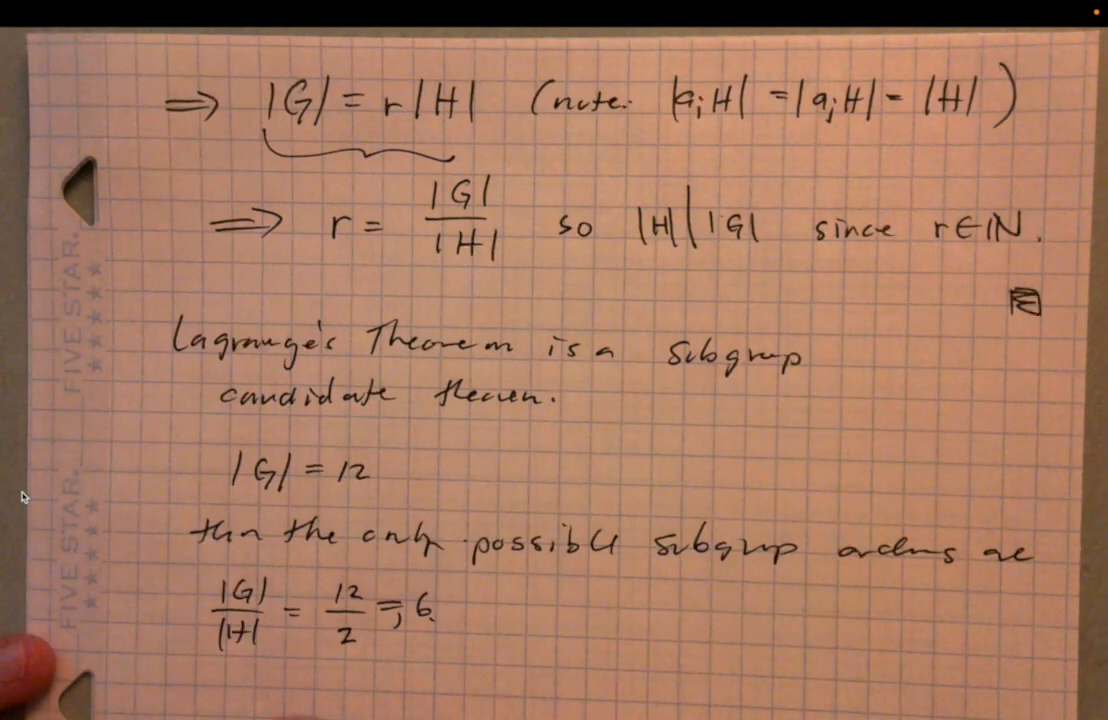 ⇒ |G| = r|H| (note: |aᵢH| = |aⱼH| = |H|)
⇒ r = |G|/|H| so |H| | |G| since r∈ℕ.
Lagrange's Theorem is a subgroup
candidate theorem.
|G| = 12
then the only possible subgroup orders are
|G|/|H| = 12/2 =, 6.
FIVE STAR.
FIVE STAR.